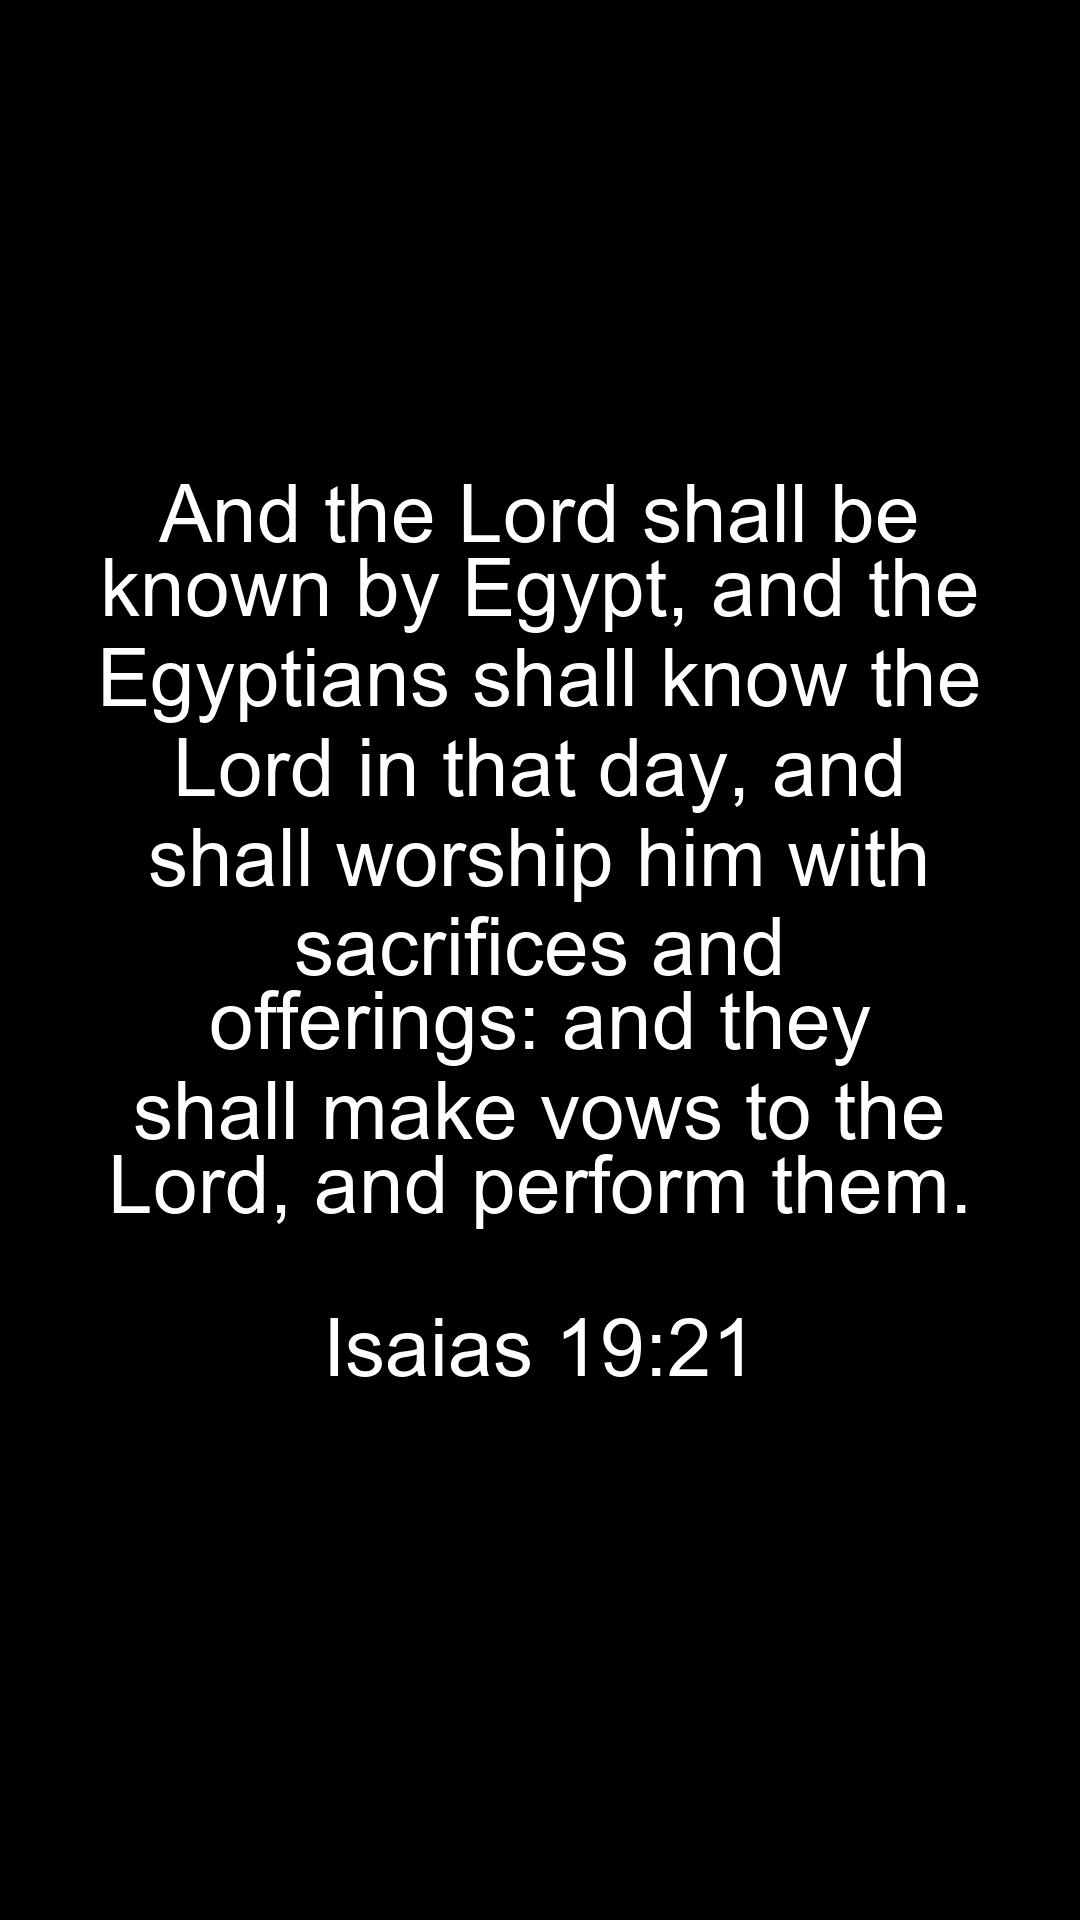 And the Lord shall be
known by Egypt, and the
Egyptians shall know the
Lord in that day, and
shall worship him with
sacrifices and
offerings: and they
shall make vows to the
Lord, and perform them.
Isaias 19:21